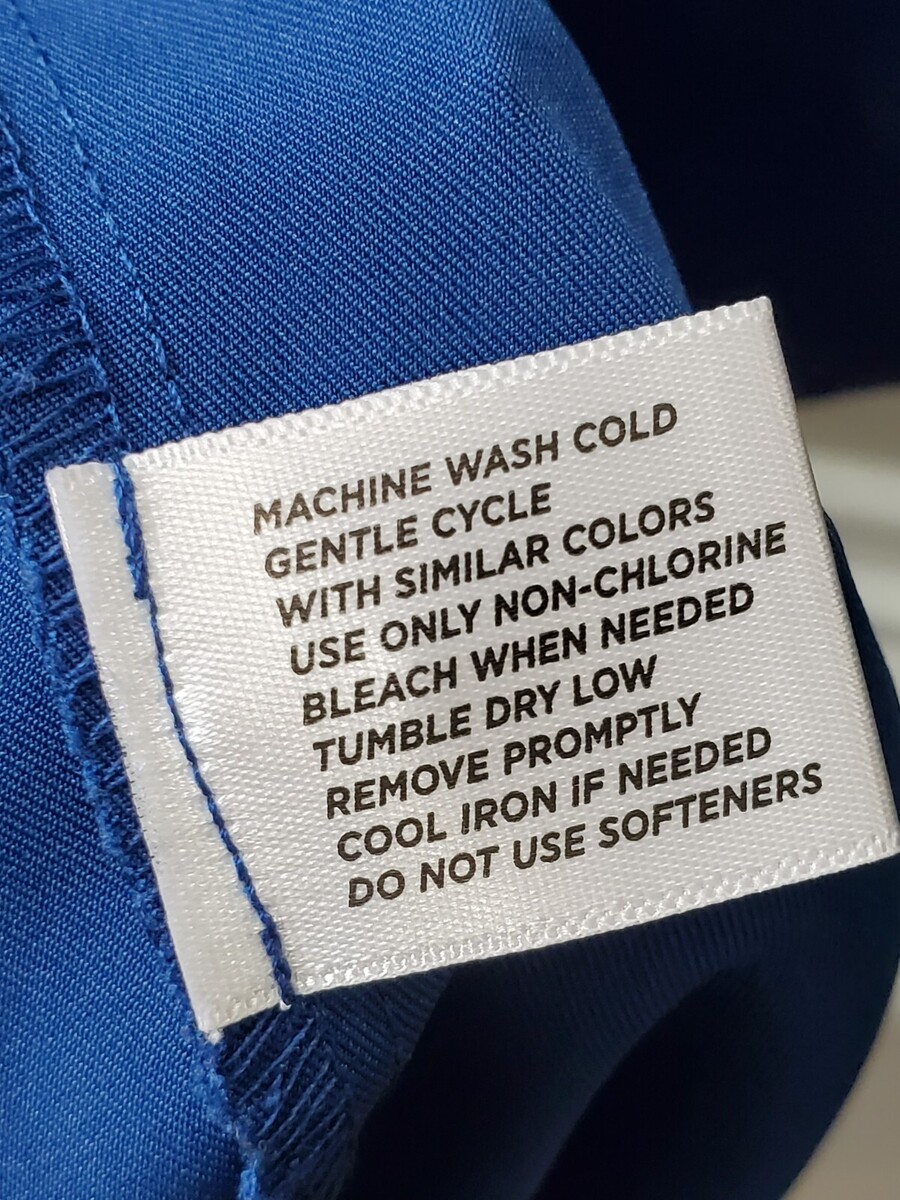 MACHINE WASH COLD
GENTLE CYCLE
WITH SIMILAR COLORS
USE ONLY NON-CHLORINE
BLEACH WHEN NEEDED
TUMBLE DRY LOW
REMOVE PROMPTLY
COOL IRON IF NEEDED
DO NOT USE SOFTENERS